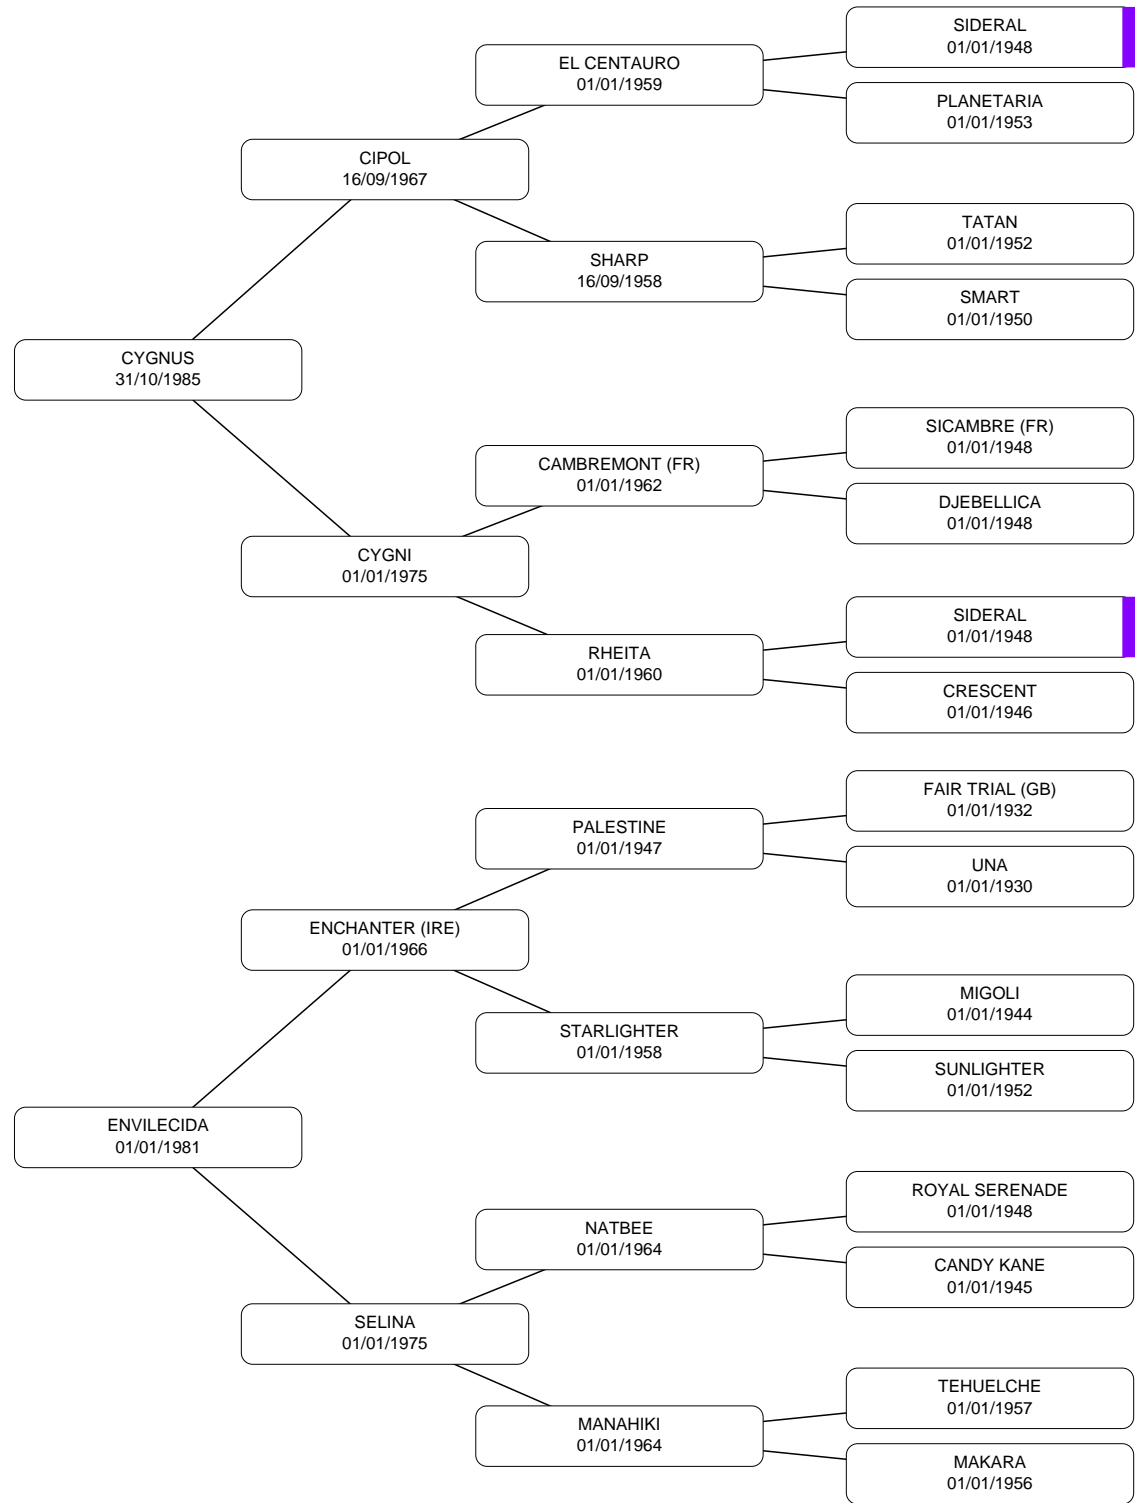 SIDERAL
01/01/1948
EL CENTAURO
01/01/1959
PLANETARIA
01/01/1953
CIPOL
16/09/1967
TATAN
01/01/1952
SHARP
16/09/1958
SMART
01/01/1950
CYGNUS
31/10/1985
SICAMBRE (FR)
01/01/1948
CAMBREMONT (FR)
01/01/1962
DJEBELLICA
01/01/1948
CYGNI
01/01/1975
SIDERAL
01/01/1948
RHEITA
01/01/1960
CRESCENT
01/01/1946
FAIR TRIAL (GB)
01/01/1932
PALESTINE
01/01/1947
UNA
01/01/1930
ENCHANTER (IRE)
01/01/1966
MIGOLI
01/01/1944
STARLIGHTER
01/01/1958
SUNLIGHTER
01/01/1952
ENVILECIDA
01/01/1981
ROYAL SERENADE
01/01/1948
NATBEE
01/01/1964
CANDY KANE
01/01/1945
SELINA
01/01/1975
TEHUELCHE
01/01/1957
MANAHIKI
01/01/1964
MAKARA
01/01/1956